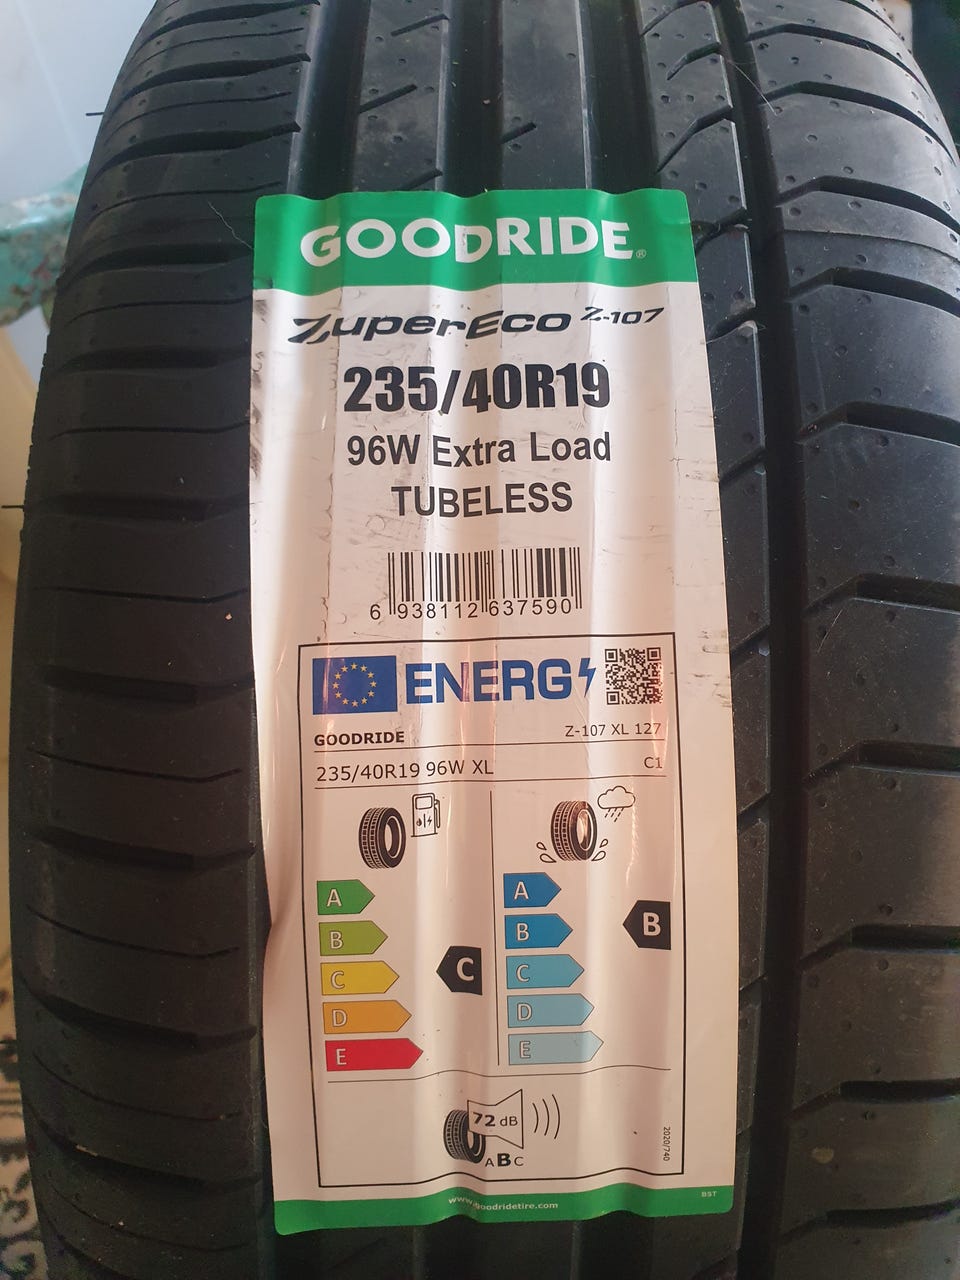 GOODRIDE®
ZuperEco Z-107
235/40R19
96W Extra Load
TUBELESS
6 938112 637590
ENERG
GOODRIDE Z-107 XL 127
235/40R19 96W XL C1
A A
B B B
C C C
D D
E E
72 dB
ABC
2020/740
www.goodridetire.com
BST